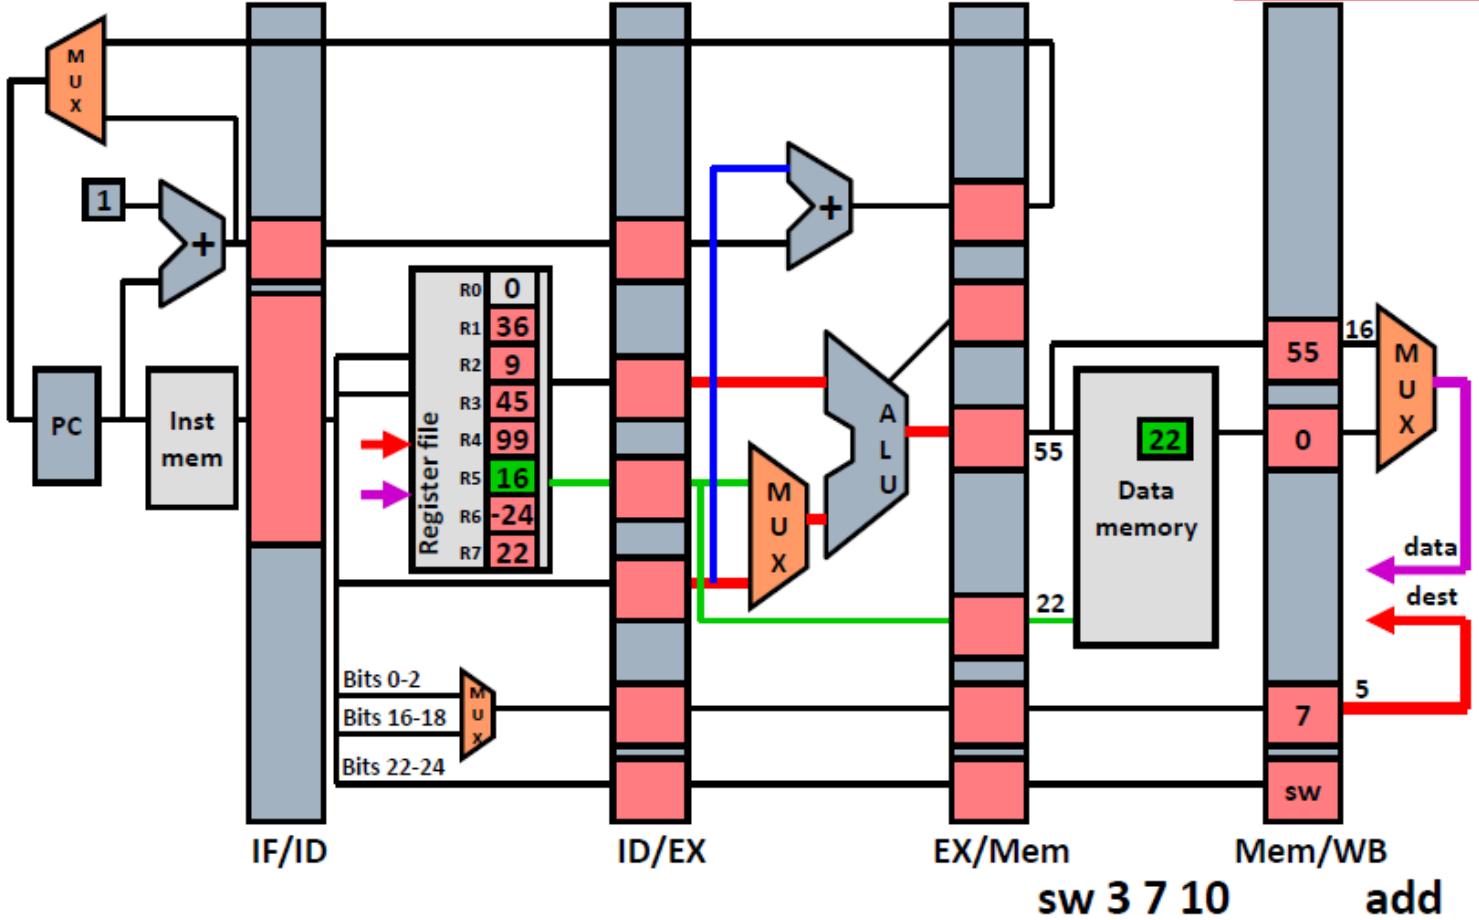 M
U
X
1
+
PC
Inst
mem
Register file
R0 0
R1 36
R2 9
R3 45
R4 99
R5 16
R6 -24
R7 22
Bits 0-2
Bits 16-18
Bits 22-24
M
U
X
+
M
U
X
A
L
U
55
22
22
Data
memory
55
0
7
sw
16
M
U
X
data
dest
5
IF/ID
ID/EX
EX/Mem
Mem/WB
sw 3 7 10
add